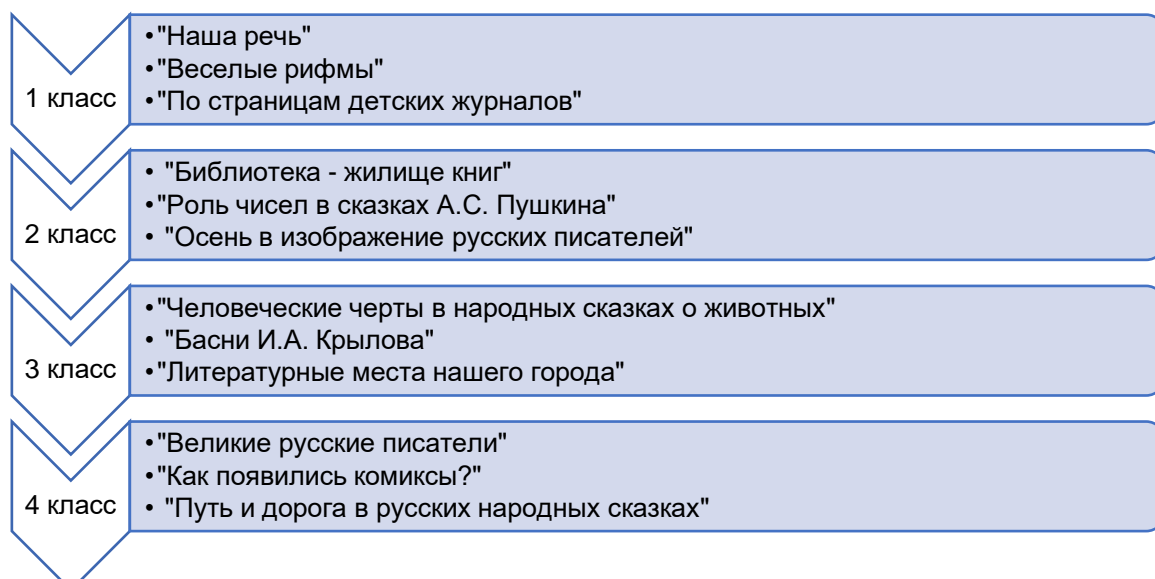 1 класс
•"Наша речь"
•"Веселые рифмы"
•"По страницам детских журналов"
2 класс
• "Библиотека - жилище книг"
•"Роль чисел в сказках А.С. Пушкина"
• "Осень в изображение русских писателей"
3 класс
•"Человеческие черты в народных сказках о животных"
• "Басни И.А. Крылова"
•"Литературные места нашего города"
4 класс
•"Великие русские писатели"
•"Как появились комиксы?"
• "Путь и дорога в русских народных сказках"